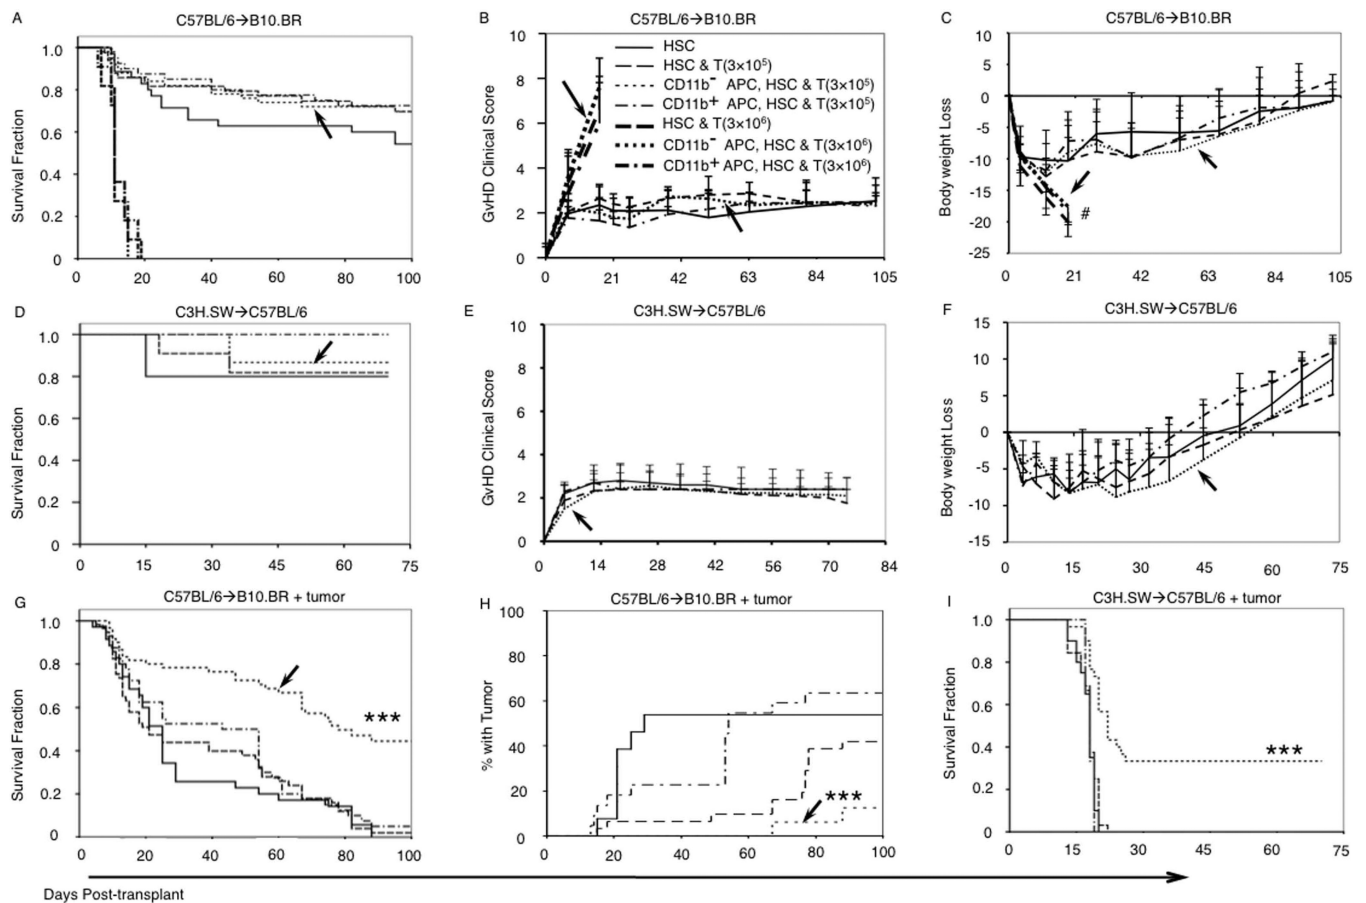 A
C57BL/6→B10.BR
Survival Fraction
1.0
0.8
0.6
0.4
0.2
0
0 20 40 60 80 100
B
C57BL/6→B10.BR
GvHD Clinical Score
10
8
6
4
2
0
0 21 42 63 84 105
HSC
HSC & T(3×10⁵)
CD11b⁻ APC, HSC & T(3×10⁵)
CD11b⁺ APC, HSC & T(3×10⁵)
HSC & T(3×10⁶)
CD11b⁻ APC, HSC & T(3×10⁶)
CD11b⁺ APC, HSC & T(3×10⁶)
C
C57BL/6→B10.BR
Body weight Loss
10
5
0
-5
-10
-15
-20
-25
#
0 21 42 63 84 105
D
C3H.SW→C57BL/6
Survival Fraction
1.0
0.8
0.6
0.4
0.2
0
0 15 30 45 60 75
E
C3H.SW→C57BL/6
GvHD Clinical Score
10
8
6
4
2
0
0 14 28 42 56 70 84
F
C3H.SW→C57BL/6
Body weight Loss
15
10
5
0
-5
-10
-15
0 15 30 45 60 75
G
C57BL/6→B10.BR + tumor
Survival Fraction
1.0
0.8
0.6
0.4
0.2
0
***
0 20 40 60 80 100
H
C57BL/6→B10.BR + tumor
% with Tumor
100
80
60
40
20
0
***
0 20 40 60 80 100
I
C3H.SW→C57BL/6 + tumor
Survival Fraction
1.0
0.8
0.6
0.4
0.2
0
***
0 15 30 45 60 75
Days Post-transplant